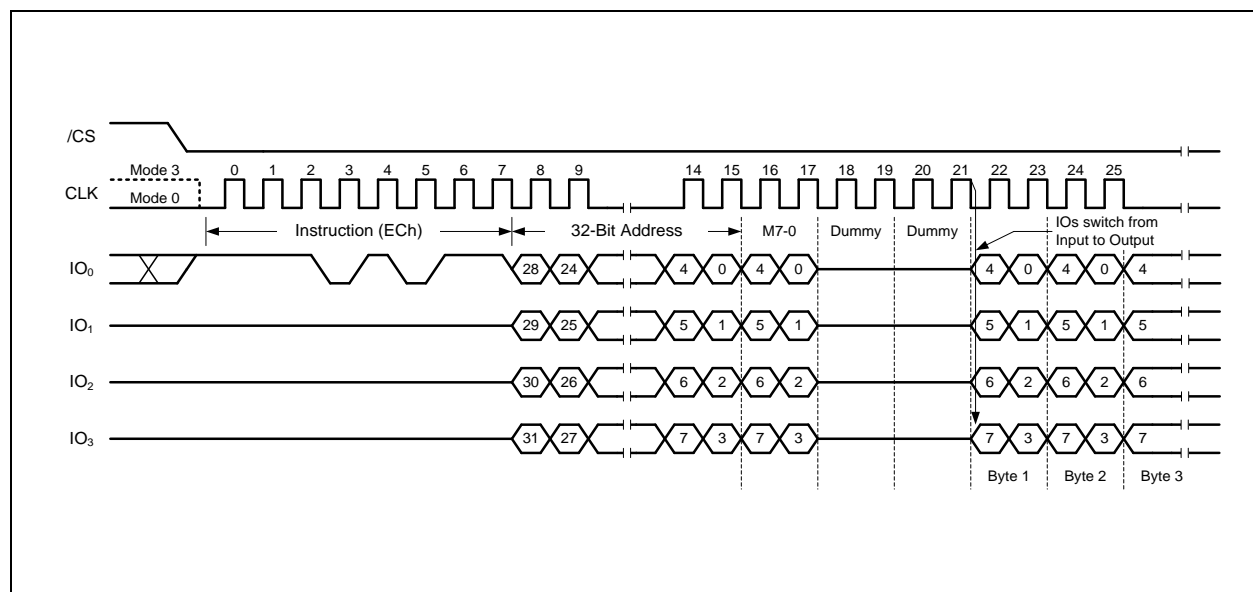 /CS
Mode 3 0 1 2 3 4 5 6 7 8 9 14 15 16 17 18 19 20 21 22 23 24 25
CLK Mode 0
Instruction (ECh) 32-Bit Address M7-0 Dummy Dummy IOs switch from
Input to Output
IO₀ 28 24 4 0 4 0 4 0 4 0 4
IO₁ 29 25 5 1 5 1 5 1 5 1 5
IO₂ 30 26 6 2 6 2 6 2 6 2 6
IO₃ 31 27 7 3 7 3 7 3 7 3 7
Byte 1 Byte 2 Byte 3